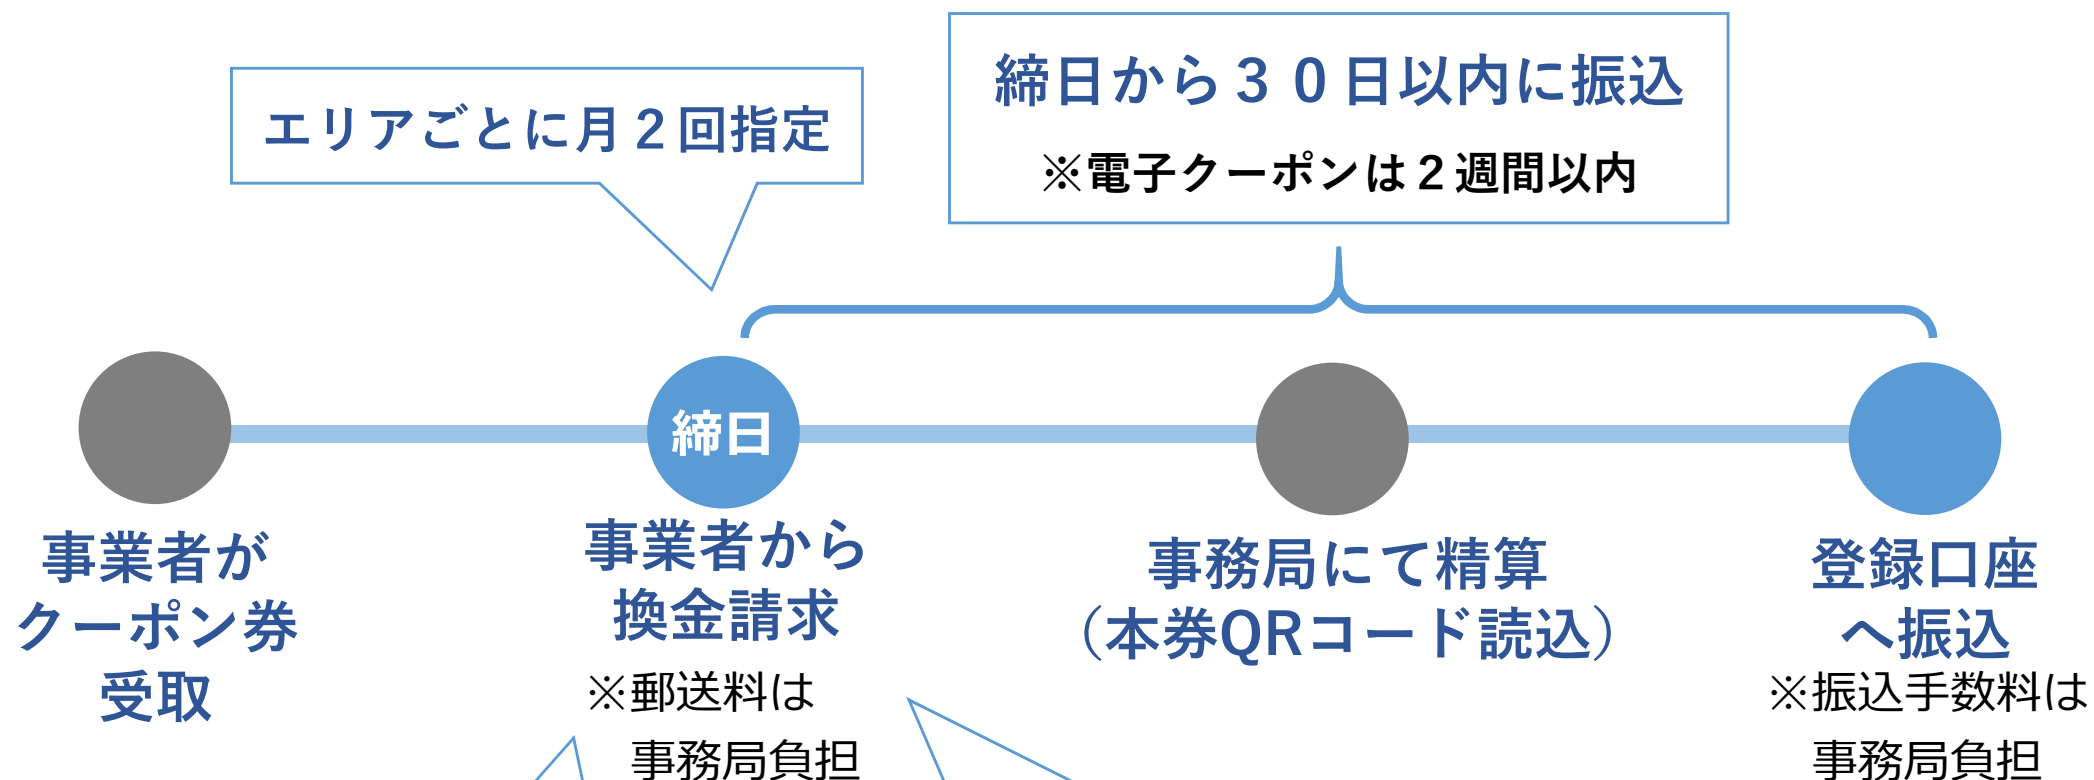 エリアごとに月２回指定
締日から３０日以内に振込
※電子クーポンは２週間以内
締日
事業者が
クーポン券
受取
事業者から
換金請求
※郵送料は
事務局負担
事務局にて精算
（本券QRコード読込）
登録口座
へ振込
※振込手数料は
事務局負担